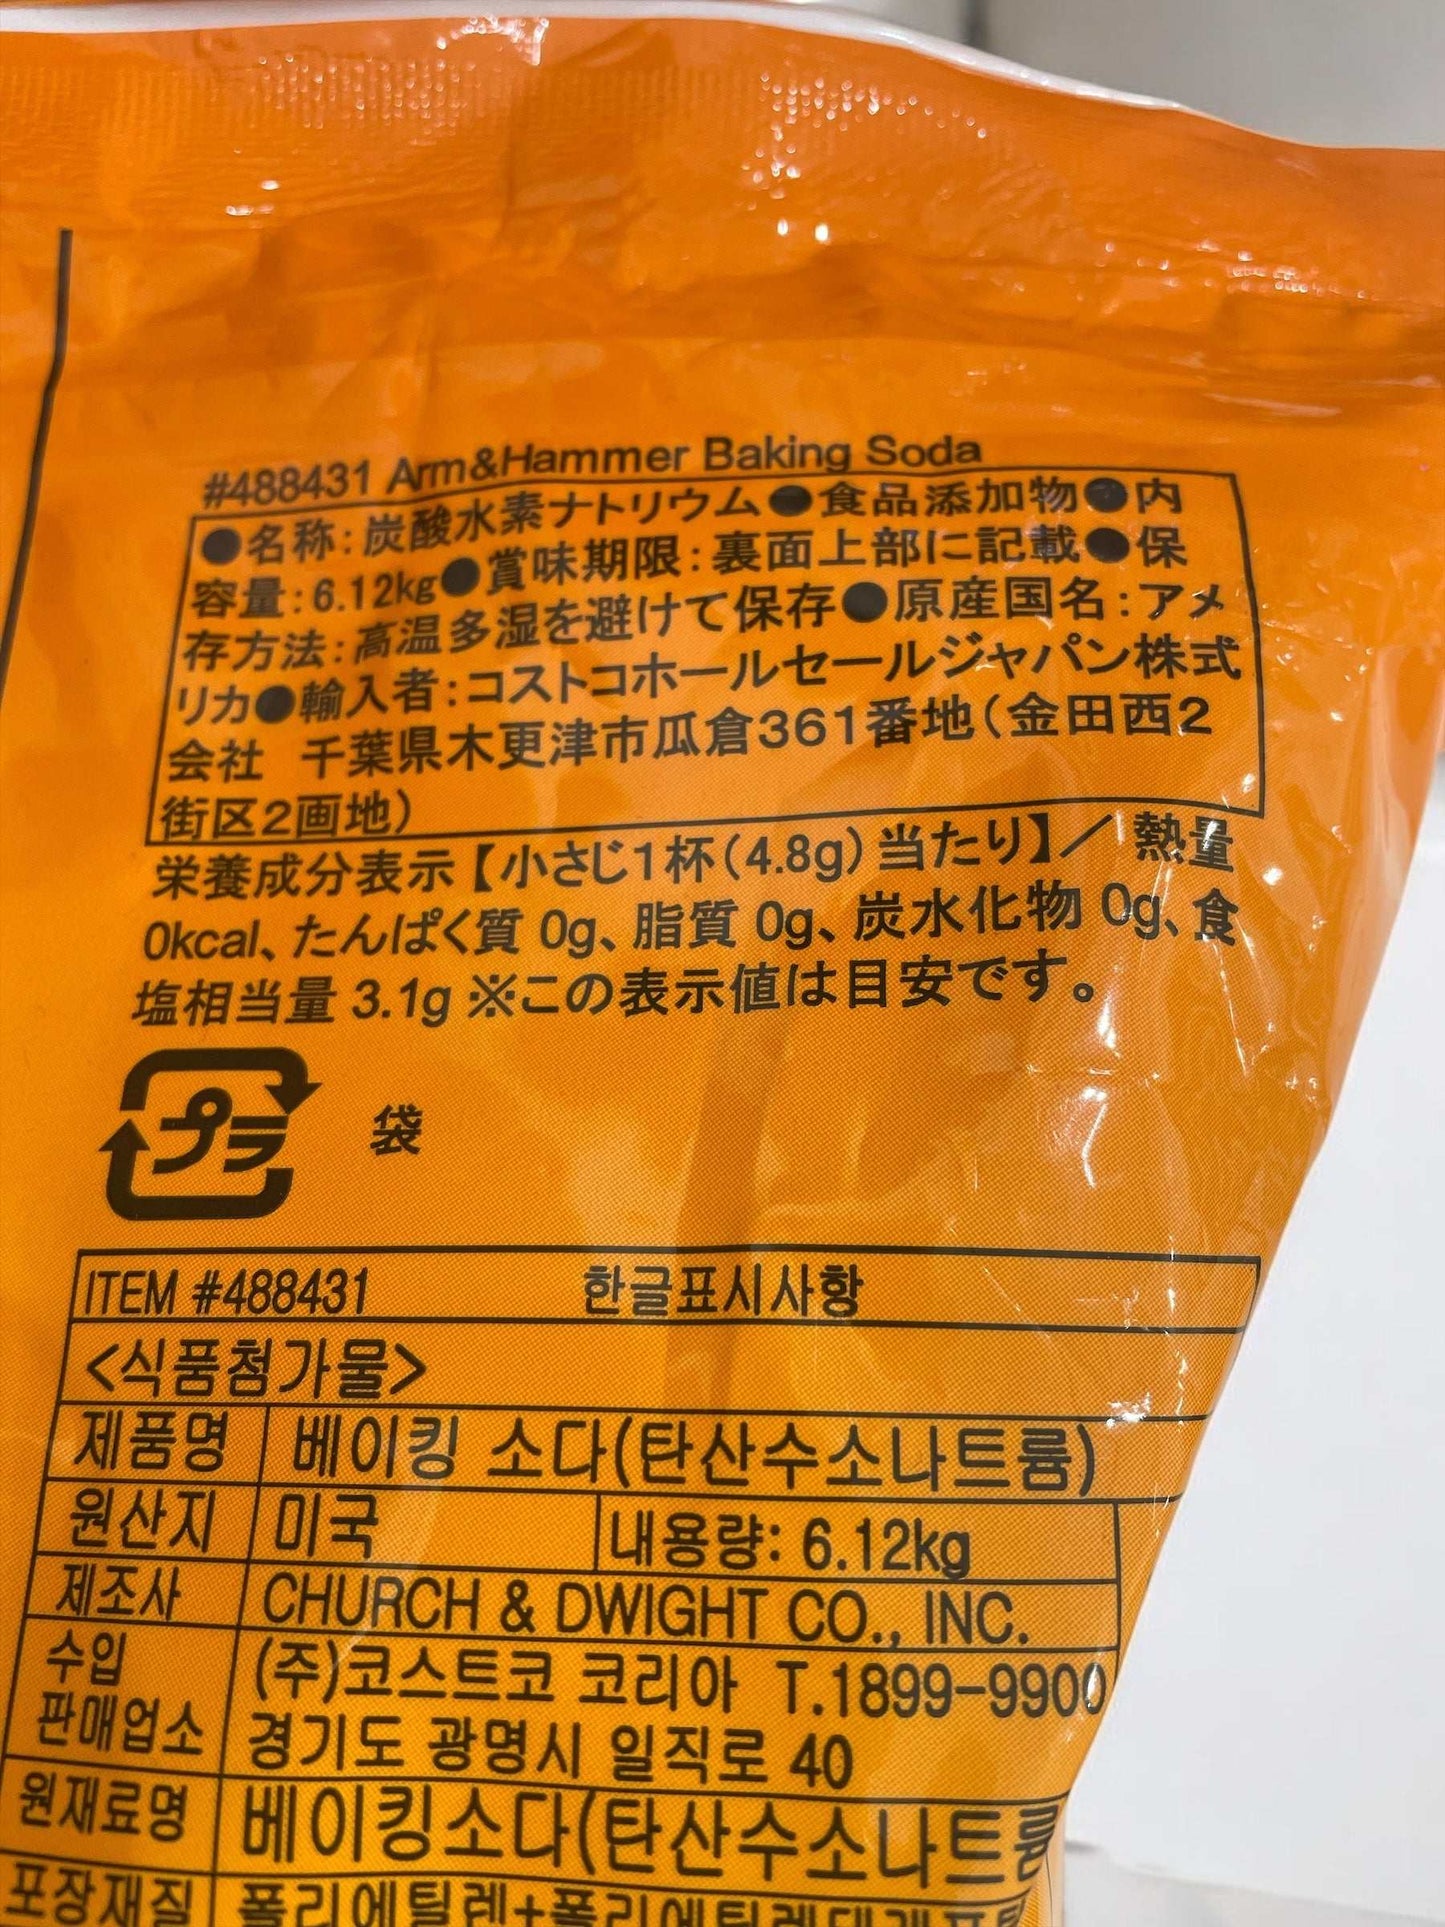 #488431 Arm&Hammer Baking Soda
●名称:炭酸水素ナトリウム●食品添加物●内
容量:6.12kg●賞味期限:裏面上部に記載●保
存方法:高温多湿を避けて保存●原産国名:アメ
リカ●輸入者:コストコホールセールジャパン株式
会社 千葉県木更津市瓜倉361番地(金田西2
街区2画地)
栄養成分表示【小さじ1杯(4.8g)当たり】/ 熱量
0kcal、たんぱく質 0g、脂質 0g、炭水化物 0g、食
塩相当量 3.1g ※この表示値は目安です。
プラ 袋
ITEM #488431 한글표시사항
<식품첨가물>
제품명 베이킹 소다(탄산수소나트륨)
원산지 미국 내용량: 6.12kg
제조사 CHURCH & DWIGHT CO., INC.
수입 (주)코스트코 코리아 T.1899-9900
판매업소 경기도 광명시 일직로 40
원재료명 베이킹소다(탄산수소나트륨
포장재질 폴리에틸렌+폴리에틸렌